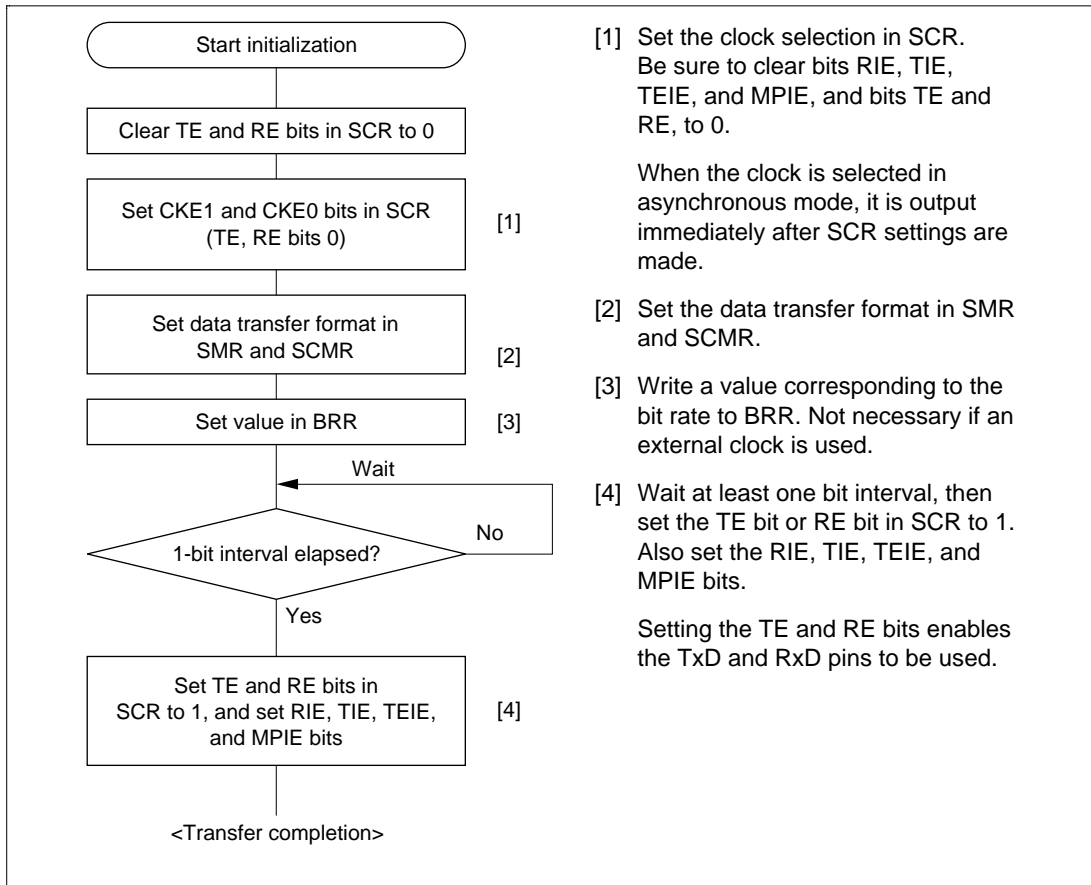 Start initialization
Clear TE and RE bits in SCR to 0
Set CKE1 and CKE0 bits in SCR
(TE, RE bits 0)
[1]
Set data transfer format in
SMR and SCMR
[2]
Set value in BRR
[3]
Wait
No
1-bit interval elapsed?
Yes
Set TE and RE bits in
SCR to 1, and set RIE, TIE, TEIE,
and MPIE bits
[4]
<Transfer completion>
[1] Set the clock selection in SCR.
Be sure to clear bits RIE, TIE,
TEIE, and MPIE, and bits TE and
RE, to 0.
When the clock is selected in
asynchronous mode, it is output
immediately after SCR settings are
made.
[2] Set the data transfer format in SMR
and SCMR.
[3] Write a value corresponding to the
bit rate to BRR. Not necessary if an
external clock is used.
[4] Wait at least one bit interval, then
set the TE bit or RE bit in SCR to 1.
Also set the RIE, TIE, TEIE, and
MPIE bits.
Setting the TE and RE bits enables
the TxD and RxD pins to be used.